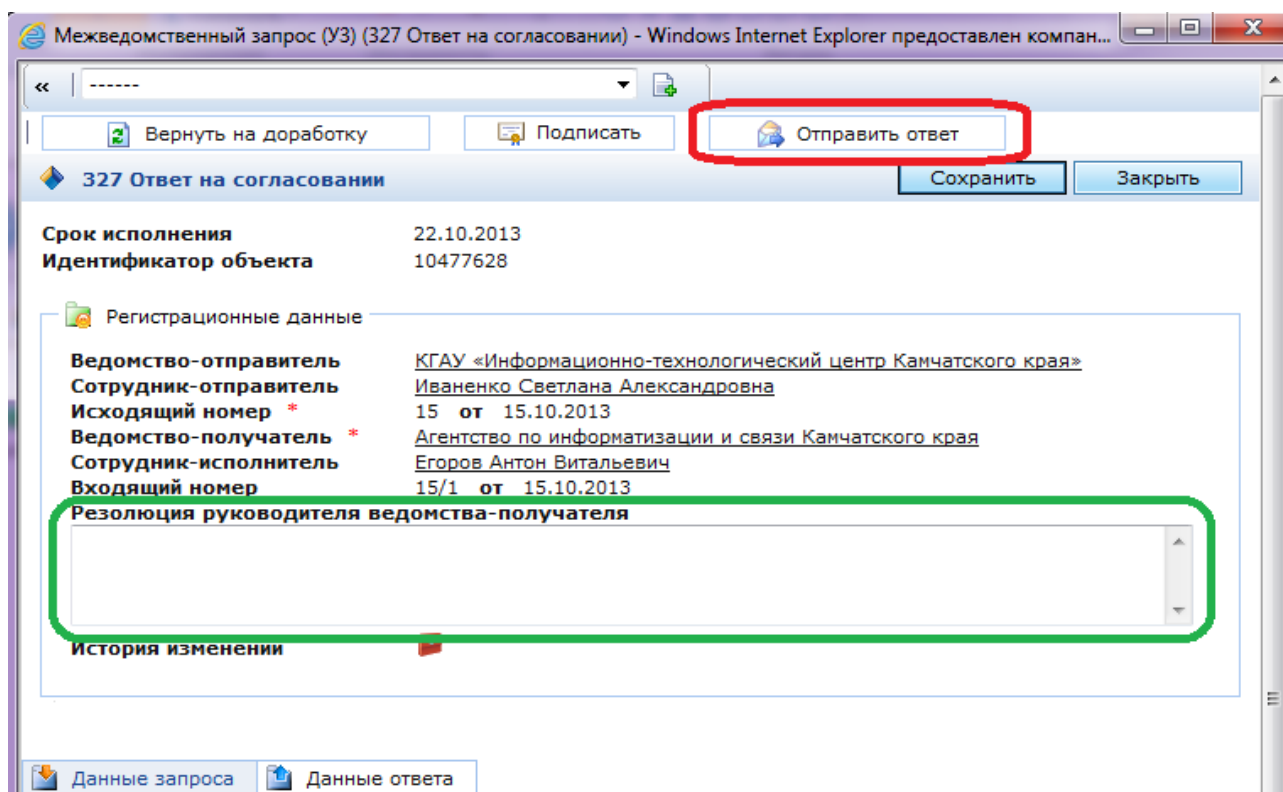 Межведомственный запрос (УЗ) (327 Ответ на согласовании) - Windows Internet Explorer предоставлен компан...
« ------
Вернуть на доработку Подписать Отправить ответ
327 Ответ на согласовании Сохранить Закрыть
Срок исполнения 22.10.2013
Идентификатор объекта 10477628
Регистрационные данные
Ведомство-отправитель КГАУ «Информационно-технологический центр Камчатского края»
Сотрудник-отправитель Иваненко Светлана Александровна
Исходящий номер * 15 от 15.10.2013
Ведомство-получатель * Агентство по информатизации и связи Камчатского края
Сотрудник-исполнитель Егоров Антон Витальевич
Входящий номер 15/1 от 15.10.2013
Резолюция руководителя ведомства-получателя
История изменений
Данные запроса Данные ответа